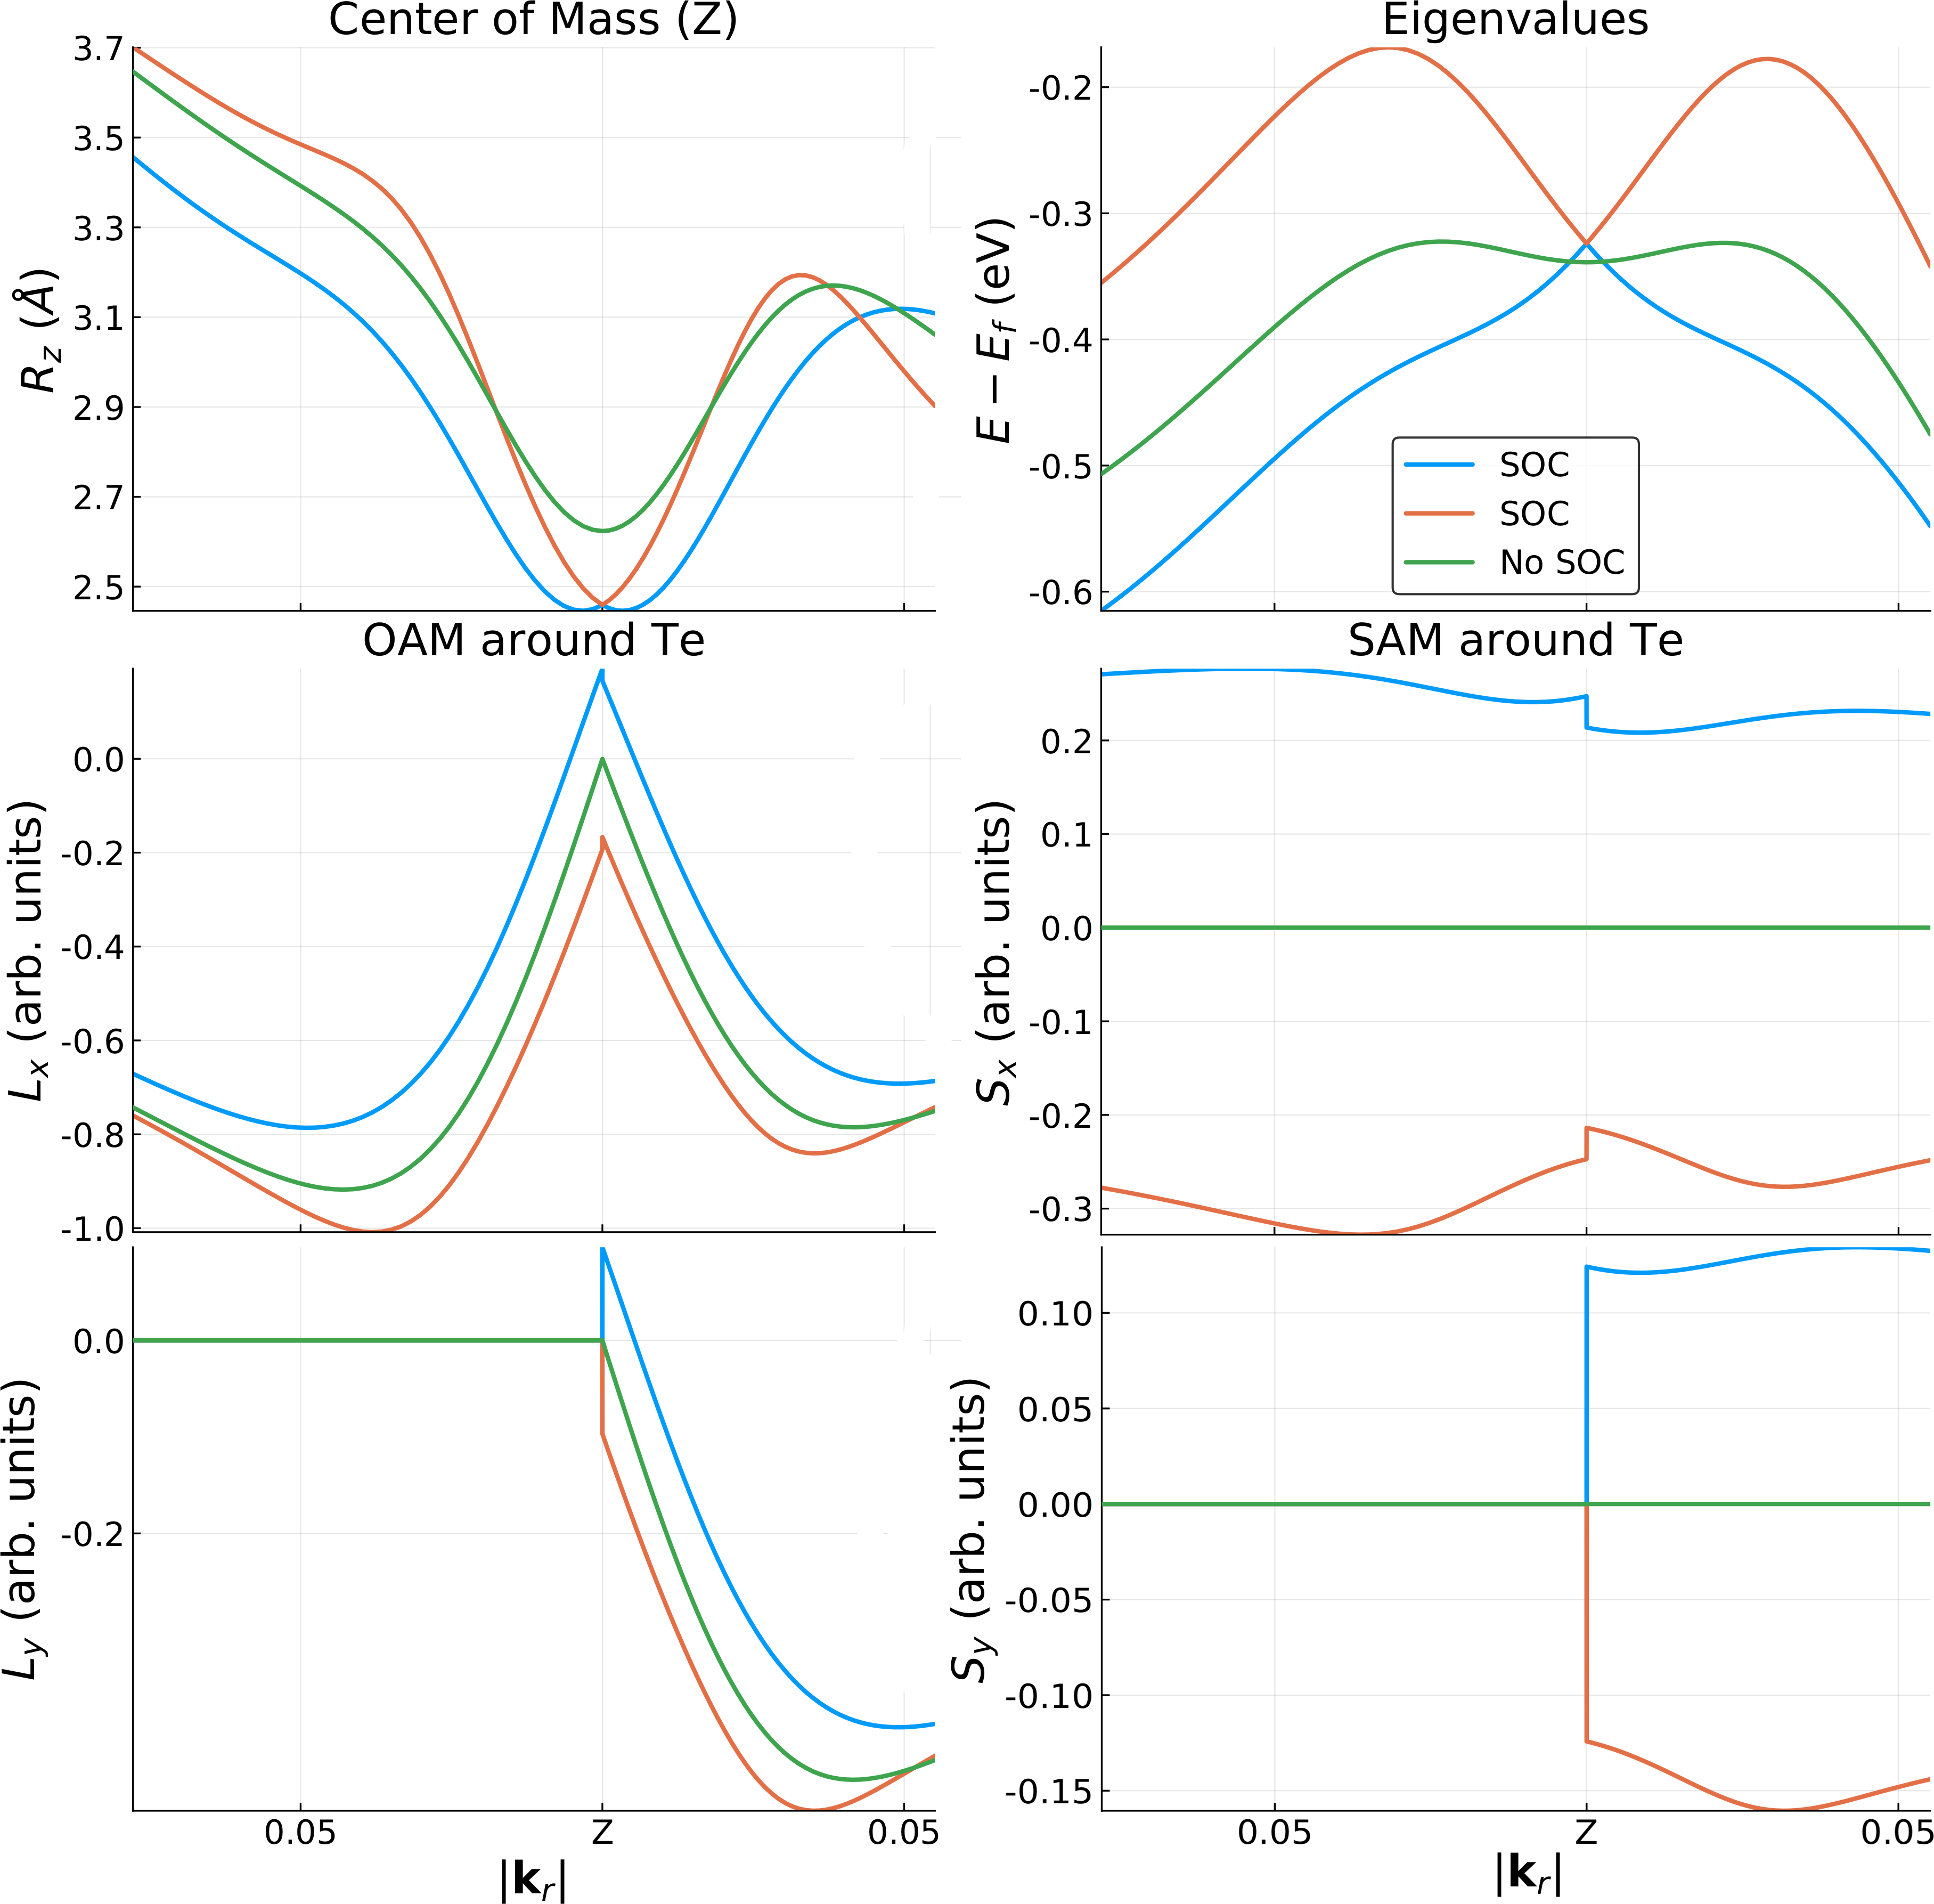 Center of Mass (Z)
3.7
3.5
3.3
3.1
2.9
2.7
2.5
R_z (Å)
Eigenvalues
-0.2
-0.3
-0.4
-0.5
-0.6
E − E_f (eV)
SOC
SOC
No SOC
OAM around Te
0.0
-0.2
-0.4
-0.6
-0.8
-1.0
L_x (arb. units)
SAM around Te
0.2
0.1
0.0
-0.1
-0.2
-0.3
S_x (arb. units)
0.0
-0.2
L_y (arb. units)
0.05 Z 0.05
|k_r|
0.10
0.05
0.00
-0.05
-0.10
-0.15
S_y (arb. units)
0.05 Z 0.05
|k_r|